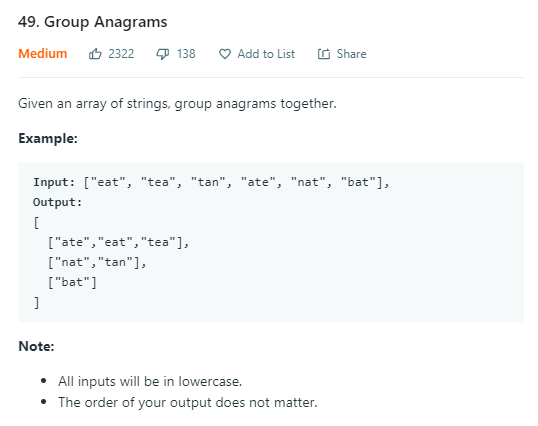 49. Group Anagrams
Medium 2322 138 Add to List Share
Given an array of strings, group anagrams together.
Example:
Input: ["eat", "tea", "tan", "ate", "nat", "bat"],
Output:
[
  ["ate","eat","tea"],
  ["nat","tan"],
  ["bat"]
]
Note:
• All inputs will be in lowercase.
• The order of your output does not matter.